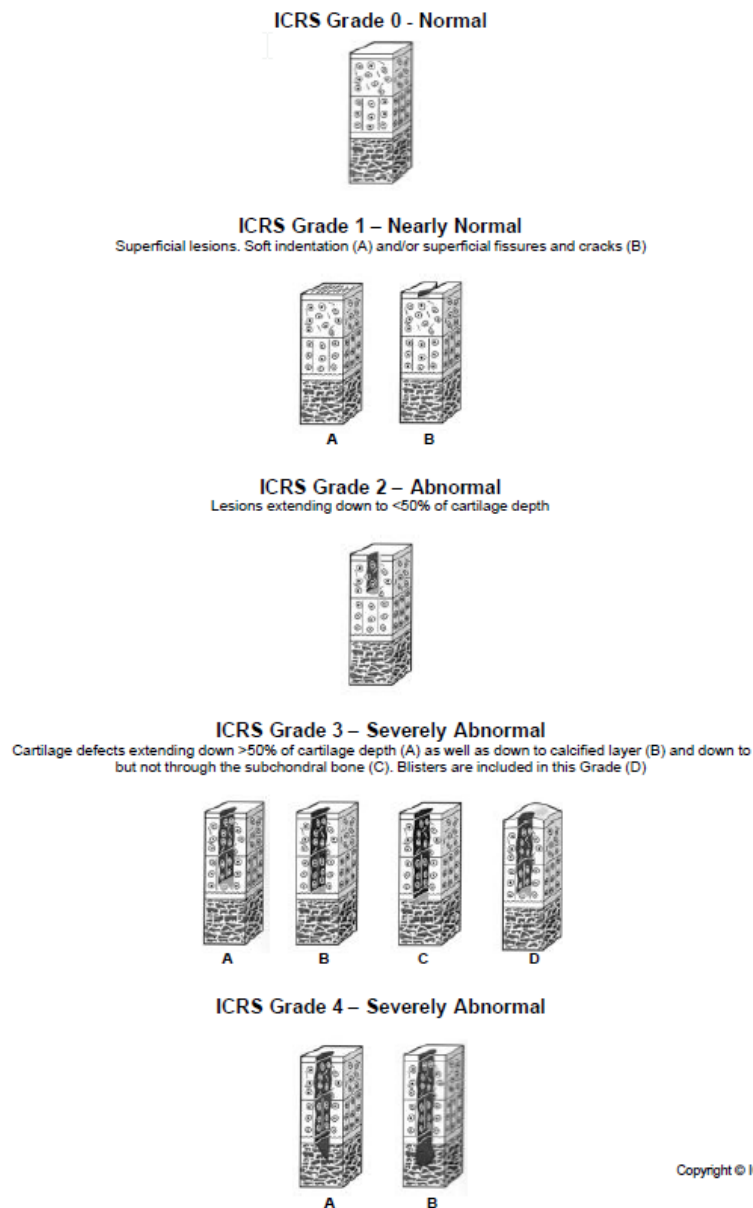 ICRS Grade 0 - Normal
ICRS Grade 1 – Nearly Normal
Superficial lesions. Soft indentation (A) and/or superficial fissures and cracks (B)
A B
ICRS Grade 2 – Abnormal
Lesions extending down to <50% of cartilage depth
ICRS Grade 3 – Severely Abnormal
Cartilage defects extending down >50% of cartilage depth (A) as well as down to calcified layer (B) and down to
but not through the subchondral bone (C). Blisters are included in this Grade (D)
A B C D
ICRS Grade 4 – Severely Abnormal
Copyright ©
A B